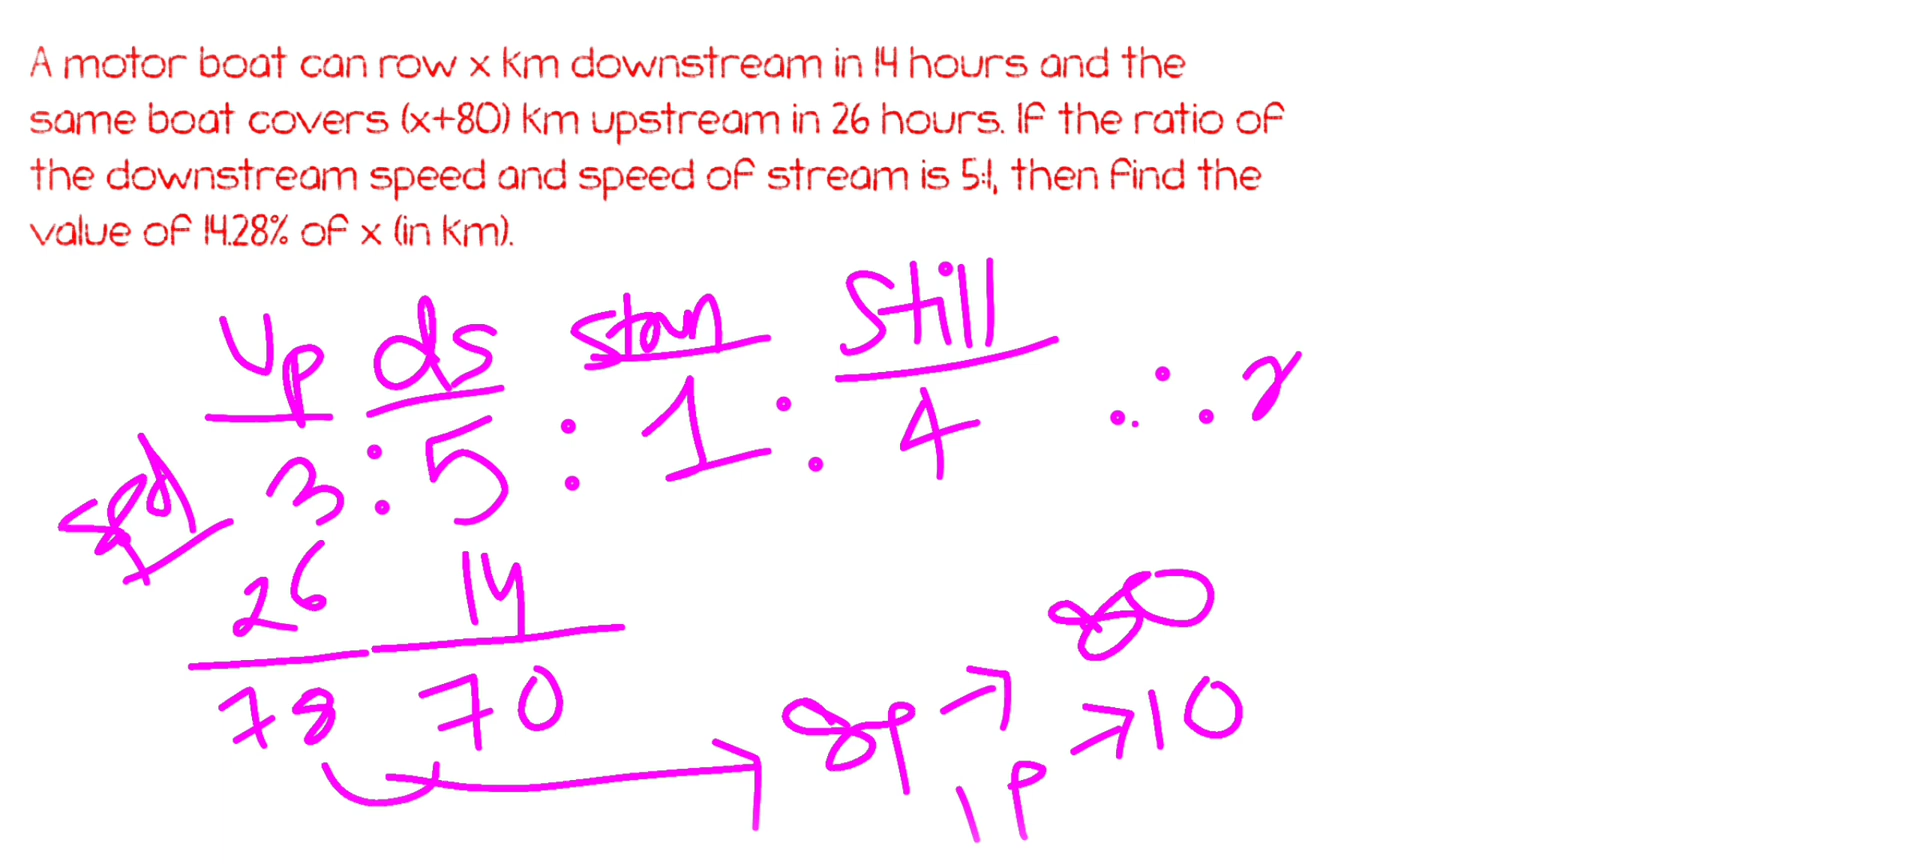 A motor boat can row x km downstream in 14 hours and the
same boat covers (x+80) km upstream in 26 hours. If the ratio of
the downstream speed and speed of stream is 5:1, then find the
value of 14.28% of x (in km).
Up ds Still
3 : 5 : 1 : 4 ∴ x
26 14
78 70
8p → 80
1p → 10